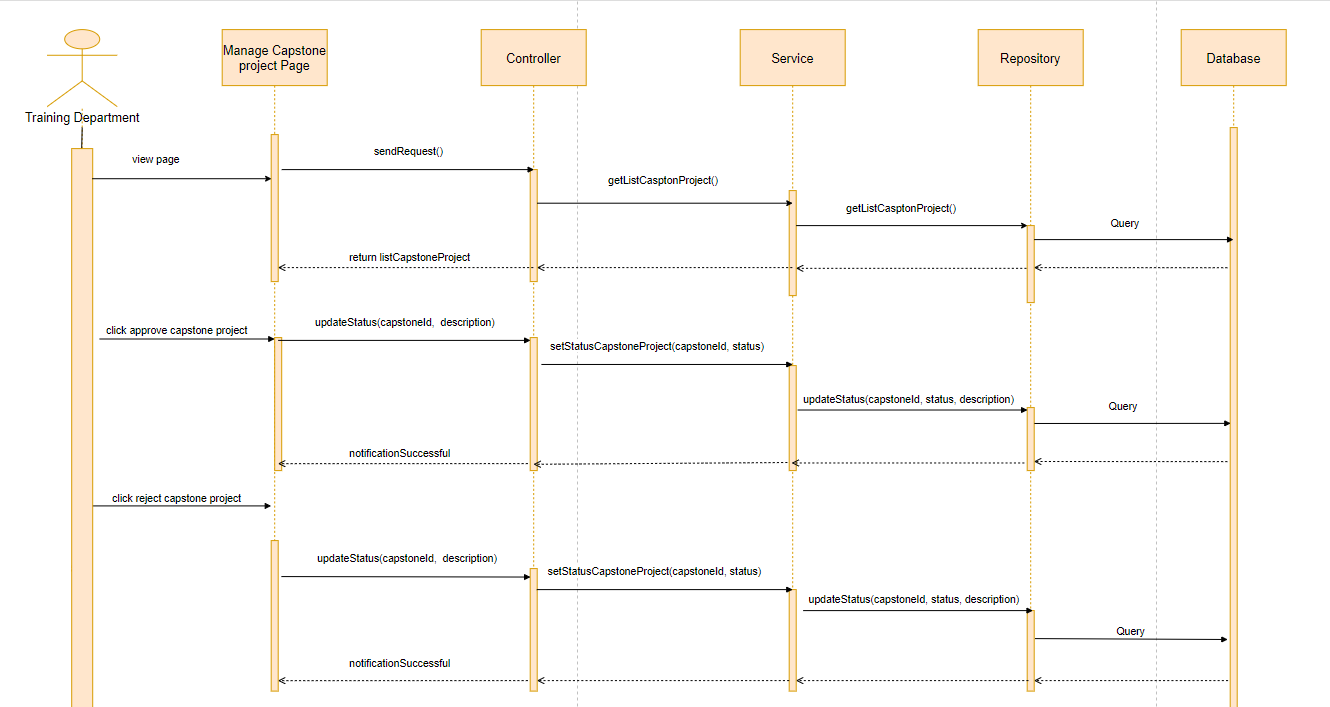 Manage Capstone
project Page
Controller
Service
Repository
Database
Training Department
view page
sendRequest()
getListCasptonProject()
getListCasptonProject()
Query
return listCapstoneProject
click approve capstone project
updateStatus(capstoneId,  description)
setStatusCapstoneProject(capstoneId, status)
updateStatus(capstoneId, status, description)
Query
notificationSuccessful
click reject capstone project
updateStatus(capstoneId,  description)
setStatusCapstoneProject(capstoneId, status)
updateStatus(capstoneId, status, description)
Query
notificationSuccessful